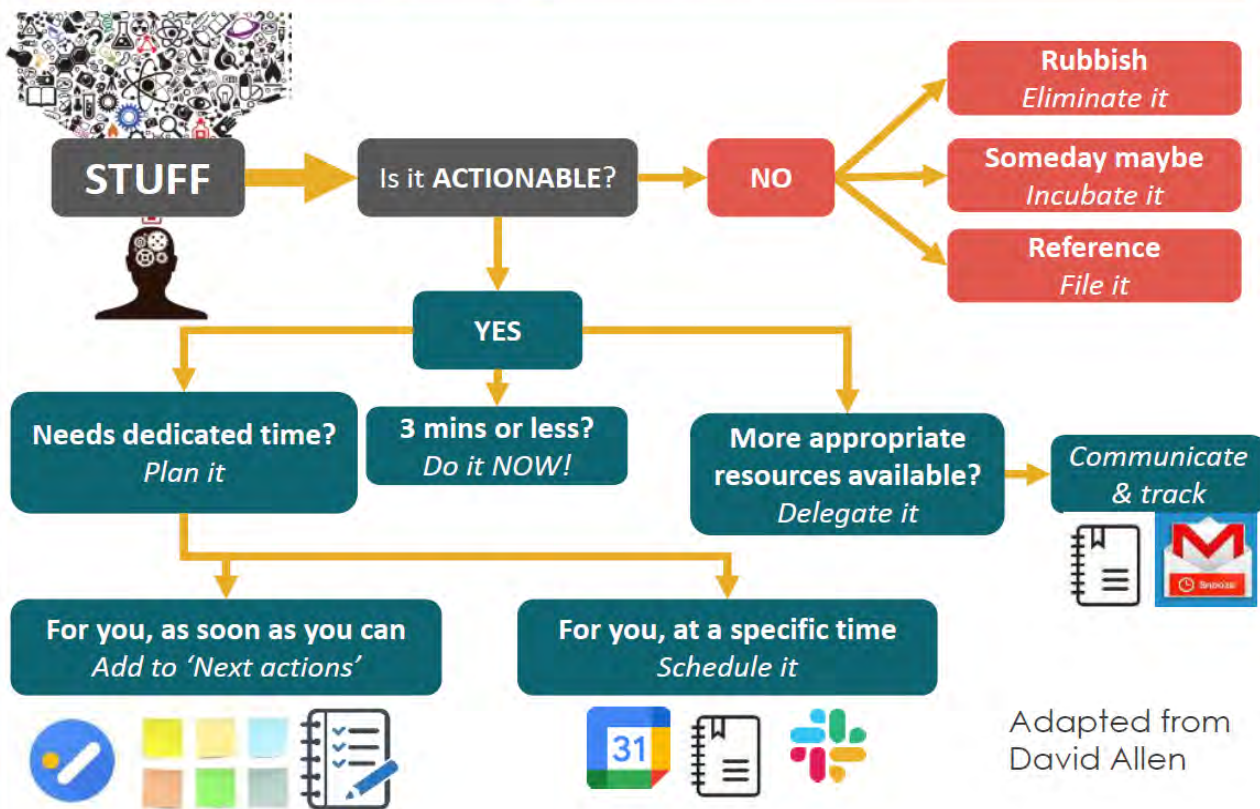 STUFF
Is it ACTIONABLE?
NO
Rubbish
Eliminate it
Someday maybe
Incubate it
Reference
File it
YES
Needs dedicated time?
Plan it
3 mins or less?
Do it NOW!
More appropriate
resources available?
Delegate it
Communicate
& track
Snooze
For you, as soon as you can
Add to ‘Next actions’
For you, at a specific time
Schedule it
31
Adapted from
David Allen